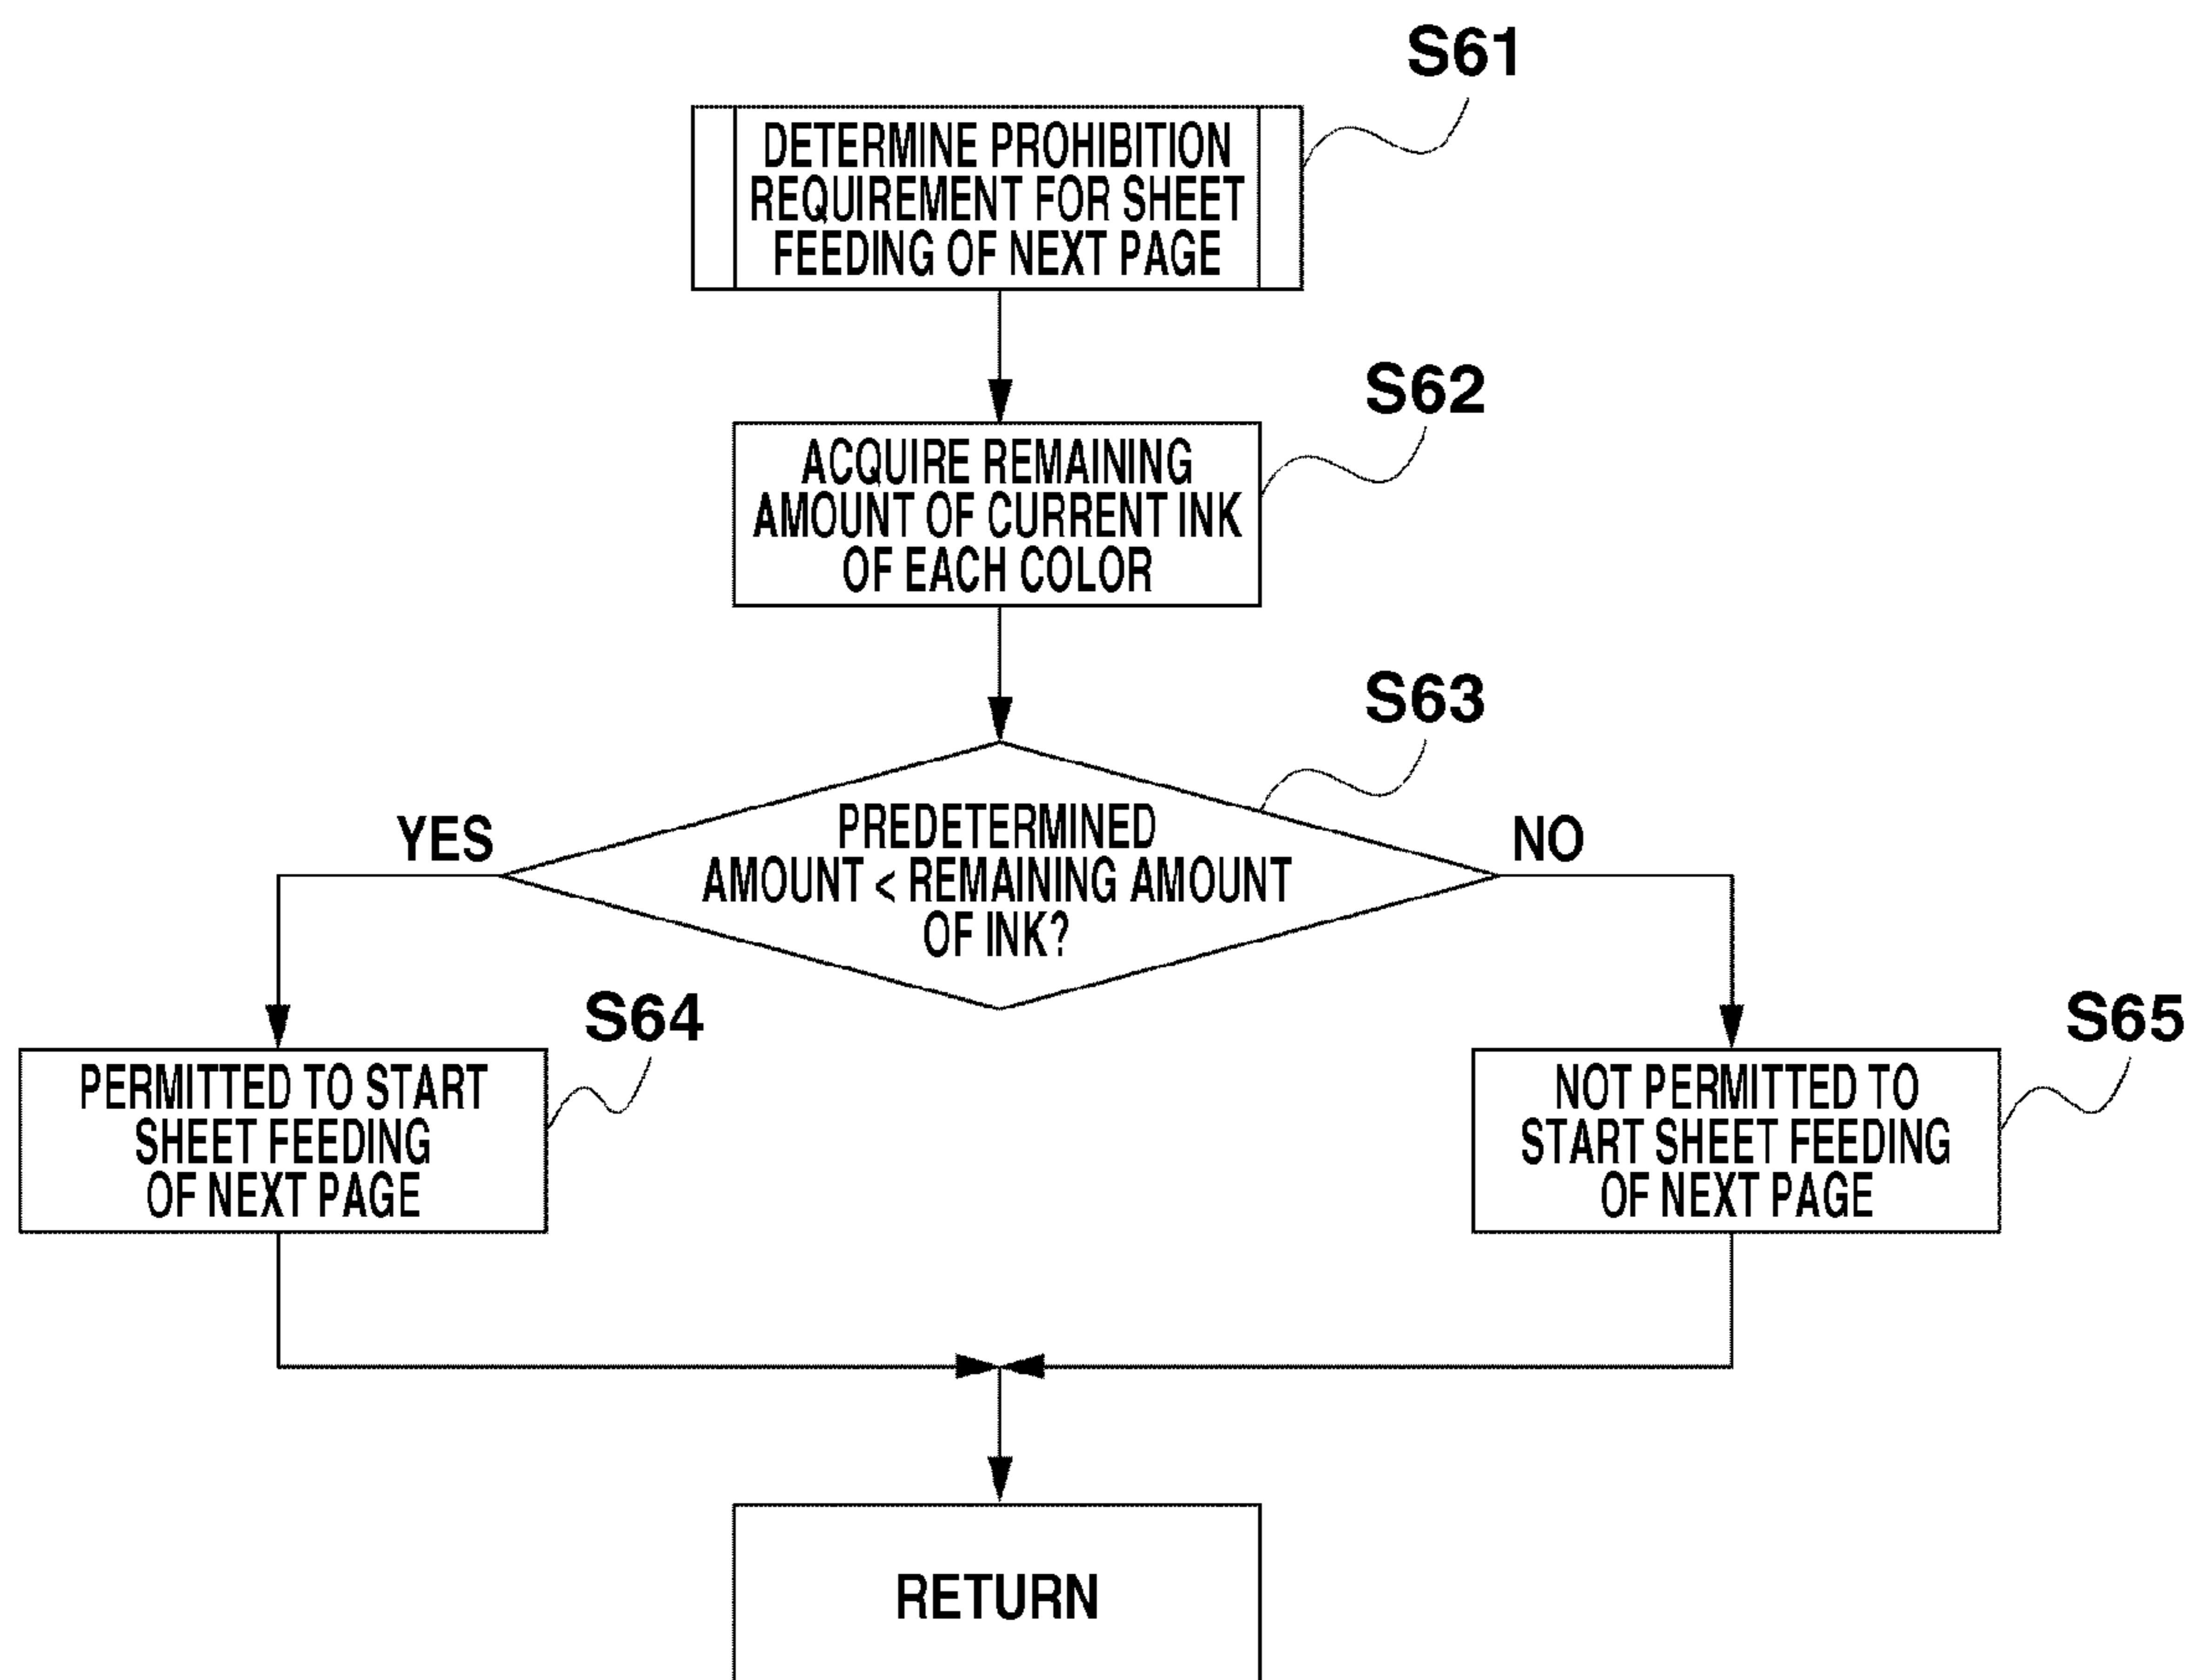 S61
DETERMINE PROHIBITION
REQUIREMENT FOR SHEET
FEEDING OF NEXT PAGE
S62
ACQUIRE REMAINING
AMOUNT OF CURRENT INK
OF EACH COLOR
S63
PREDETERMINED
AMOUNT < REMAINING AMOUNT
OF INK?
YES
NO
S64
PERMITTED TO START
SHEET FEEDING
OF NEXT PAGE
S65
NOT PERMITTED TO
START SHEET FEEDING
OF NEXT PAGE
RETURN